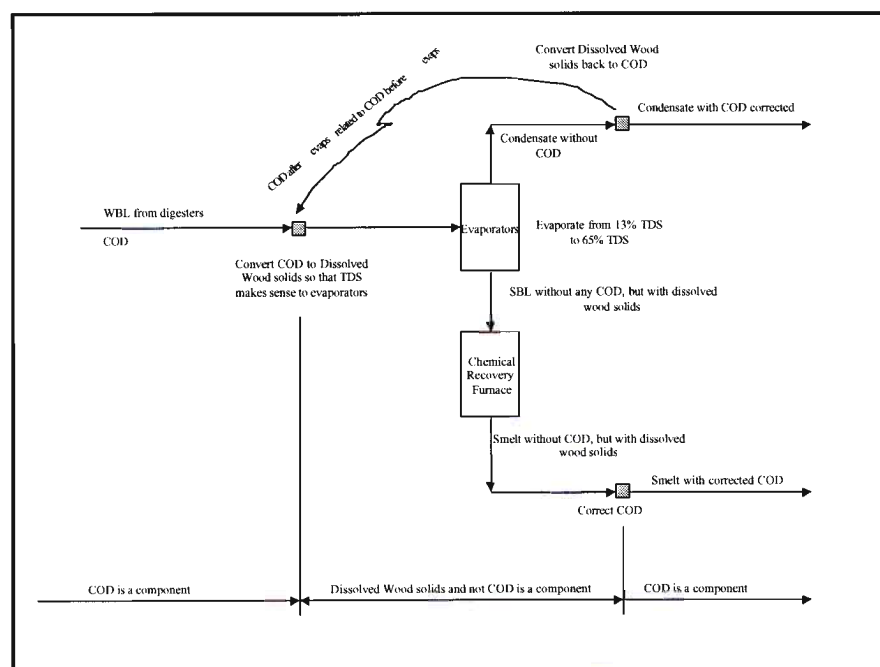 Convert Dissolved Wood
solids back to COD
COD after evaps related to COD before evaps
Condensate with COD corrected
Condensate without
COD
WBL from digesters
COD
Evaporators
Evaporate from 13% TDS
to 65% TDS
Convert COD to Dissolved
Wood solids so that TDS
makes sense to evaporators
SBL without any COD, but with dissolved
wood solids
Chemical
Recovery
Furnace
Smelt without COD, but with dissolved
wood solids
Smelt with corrected COD
Correct COD
COD is a component
Dissolved Wood solids and not COD is a component
COD is a component